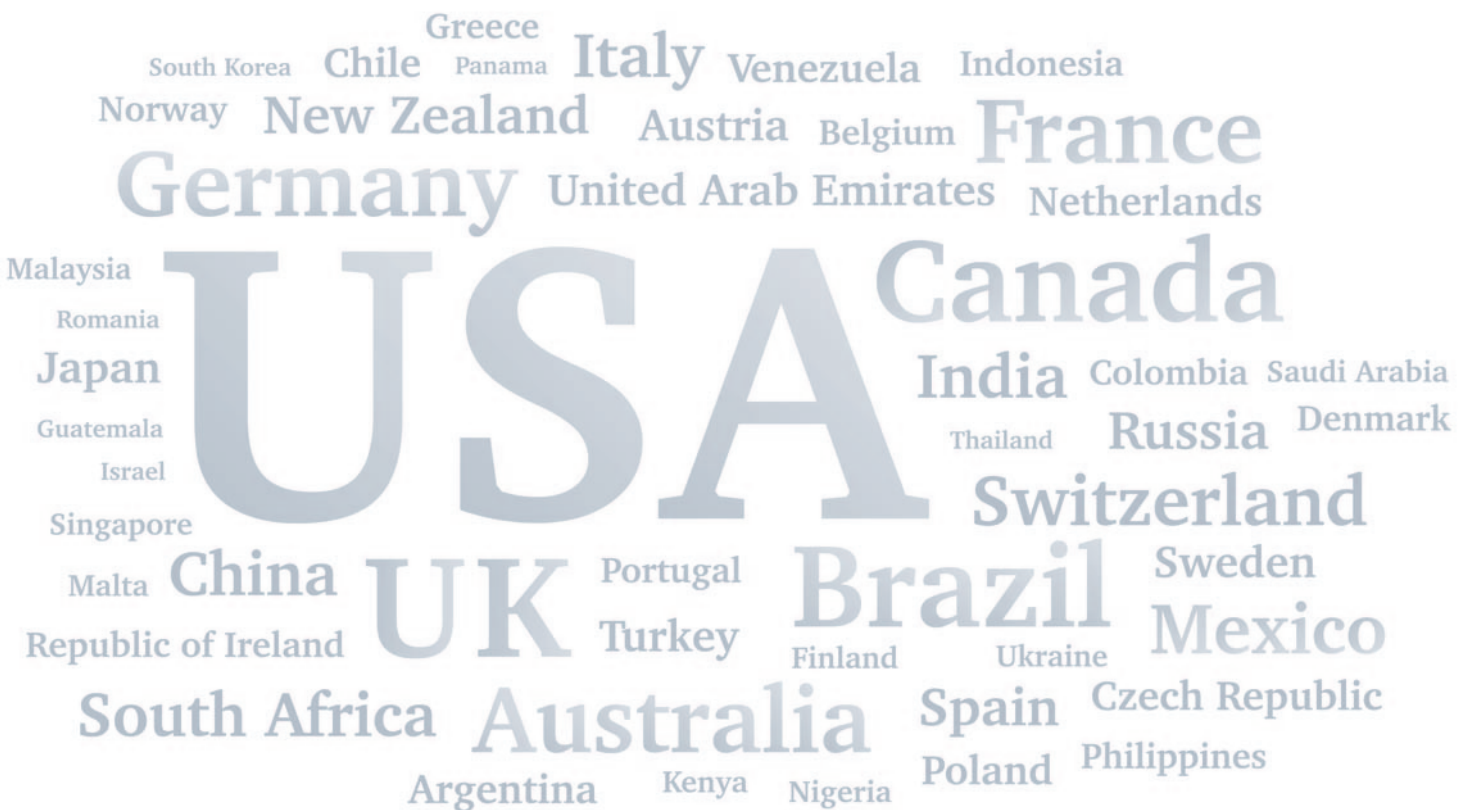 Greece
South Korea Chile Panama Italy Venezuela Indonesia
Norway New Zealand Austria Belgium France
Germany United Arab Emirates Netherlands
Malaysia USA Canada
Romania
Japan India Colombia Saudi Arabia
Guatemala Thailand Russia Denmark
Israel
Singapore Switzerland
Malta China UK Portugal Brazil Sweden
Republic of Ireland Turkey Finland Ukraine Mexico
South Africa Australia Spain Czech Republic
Argentina Kenya Nigeria Poland Philippines